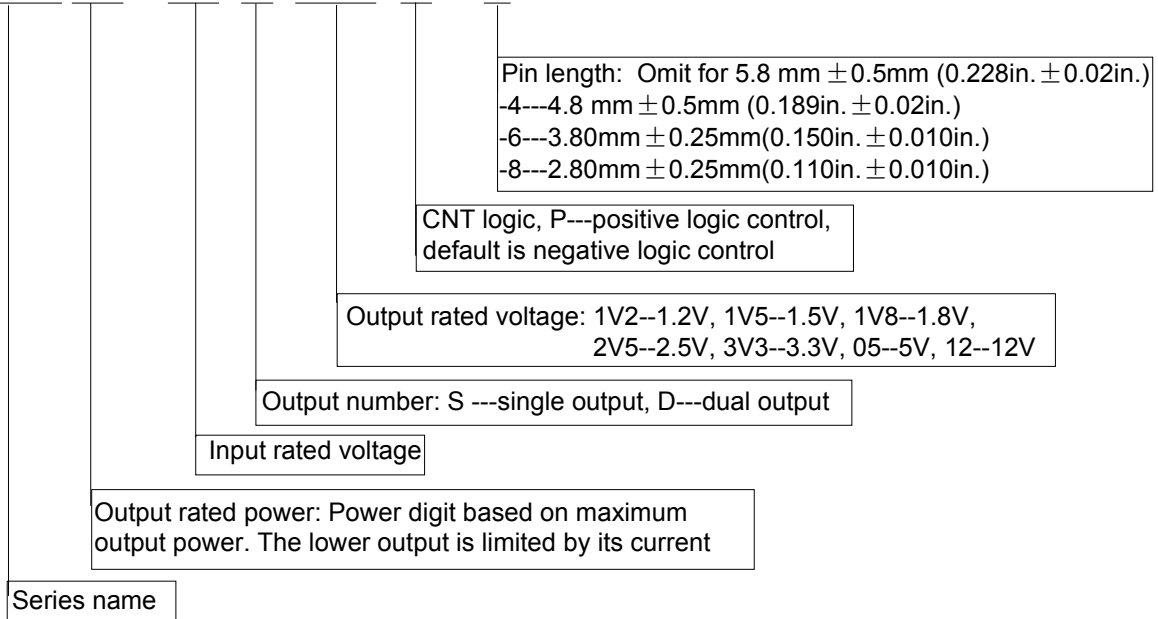 Pin length: Omit for 5.8 mm ±0.5mm (0.228in. ±0.02in.)
-4---4.8 mm ±0.5mm (0.189in. ±0.02in.)
-6---3.80mm ±0.25mm(0.150in. ±0.010in.)
-8---2.80mm ±0.25mm(0.110in. ±0.010in.)
CNT logic, P---positive logic control,
default is negative logic control
Output rated voltage: 1V2--1.2V, 1V5--1.5V, 1V8--1.8V,
2V5--2.5V, 3V3--3.3V, 05--5V, 12--12V
Output number: S ---single output, D---dual output
Input rated voltage
Output rated power: Power digit based on maximum
output power. The lower output is limited by its current
Series name